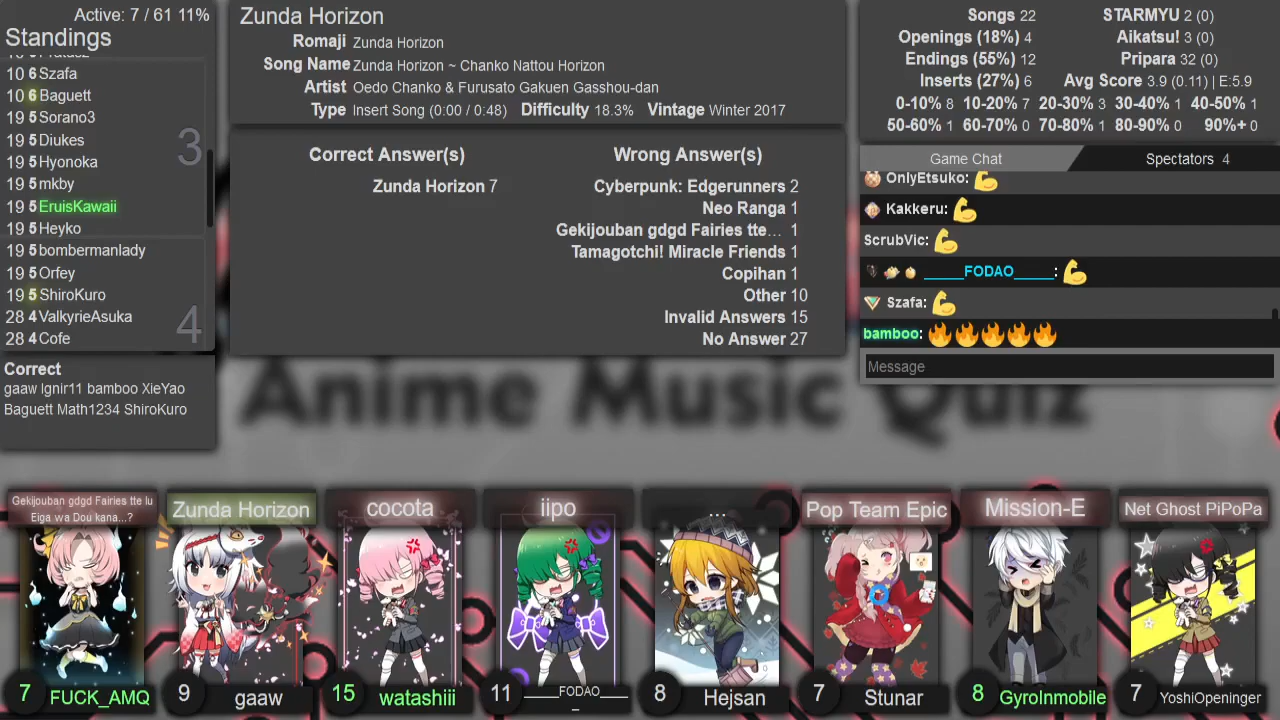 Active: 7 / 61 11%
Standings
10 6 Szafa
10 6 Baguett
19 5 Sorano3
19 5 Diukes
19 5 Hyonoka
19 5 mkby
19 5 EruisKawaii
19 5 Heyko
19 5 bombermanlady
19 5 Orfey
19 5 ShiroKuro
28 4 ValkyrieAsuka
28 4 Cofe
3
4
Correct
gaaw Ignir11 bamboo XieYao
Baguett Math1234 ShiroKuro
Zunda Horizon
Romaji Zunda Horizon
Song Name Zunda Horizon ~ Chanko Nattou Horizon
Artist Oedo Chanko & Furusato Gakuen Gasshou-dan
Type Insert Song (0:00 / 0:48) Difficulty 18.3% Vintage Winter 2017
Correct Answer(s)
Zunda Horizon 7
Wrong Answer(s)
Cyberpunk: Edgerunners 2
Neo Ranga 1
Gekijouban gdgd Fairies tte... 1
Tamagotchi! Miracle Friends 1
Copihan 1
Other 10
Invalid Answers 15
No Answer 27
Songs 22 STARMYU 2 (0)
Openings (18%) 4 Aikatsu! 3 (0)
Endings (55%) 12 Pripara 32 (0)
Inserts (27%) 6 Avg Score 3.9 (0.11) | E:5.9
0-10% 8 10-20% 7 20-30% 3 30-40% 1 40-50% 1
50-60% 1 60-70% 0 70-80% 1 80-90% 0 90%+ 0
Game Chat Spectators 4
OnlyEtsuko: 💪
Kakkeru: 💪
ScrubVic: 💪
_____FODAO_____: 💪
Szafa: 💪
bamboo: 🔥🔥🔥🔥🔥
Message
Anime Music Quiz
Gekijouban gdgd Fairies tte Iu
Eiga wa Dou kana...?
Zunda Horizon
cocota
iipo
...
Pop Team Epic
Mission-E
Net Ghost PiPoPa
7 FUCK_AMQ
9 gaaw
15 watashiii
11 _____FODAO_____
8 Hejsan
7 Stunar
8 GyroInmobile
7 YoshiOpeninger